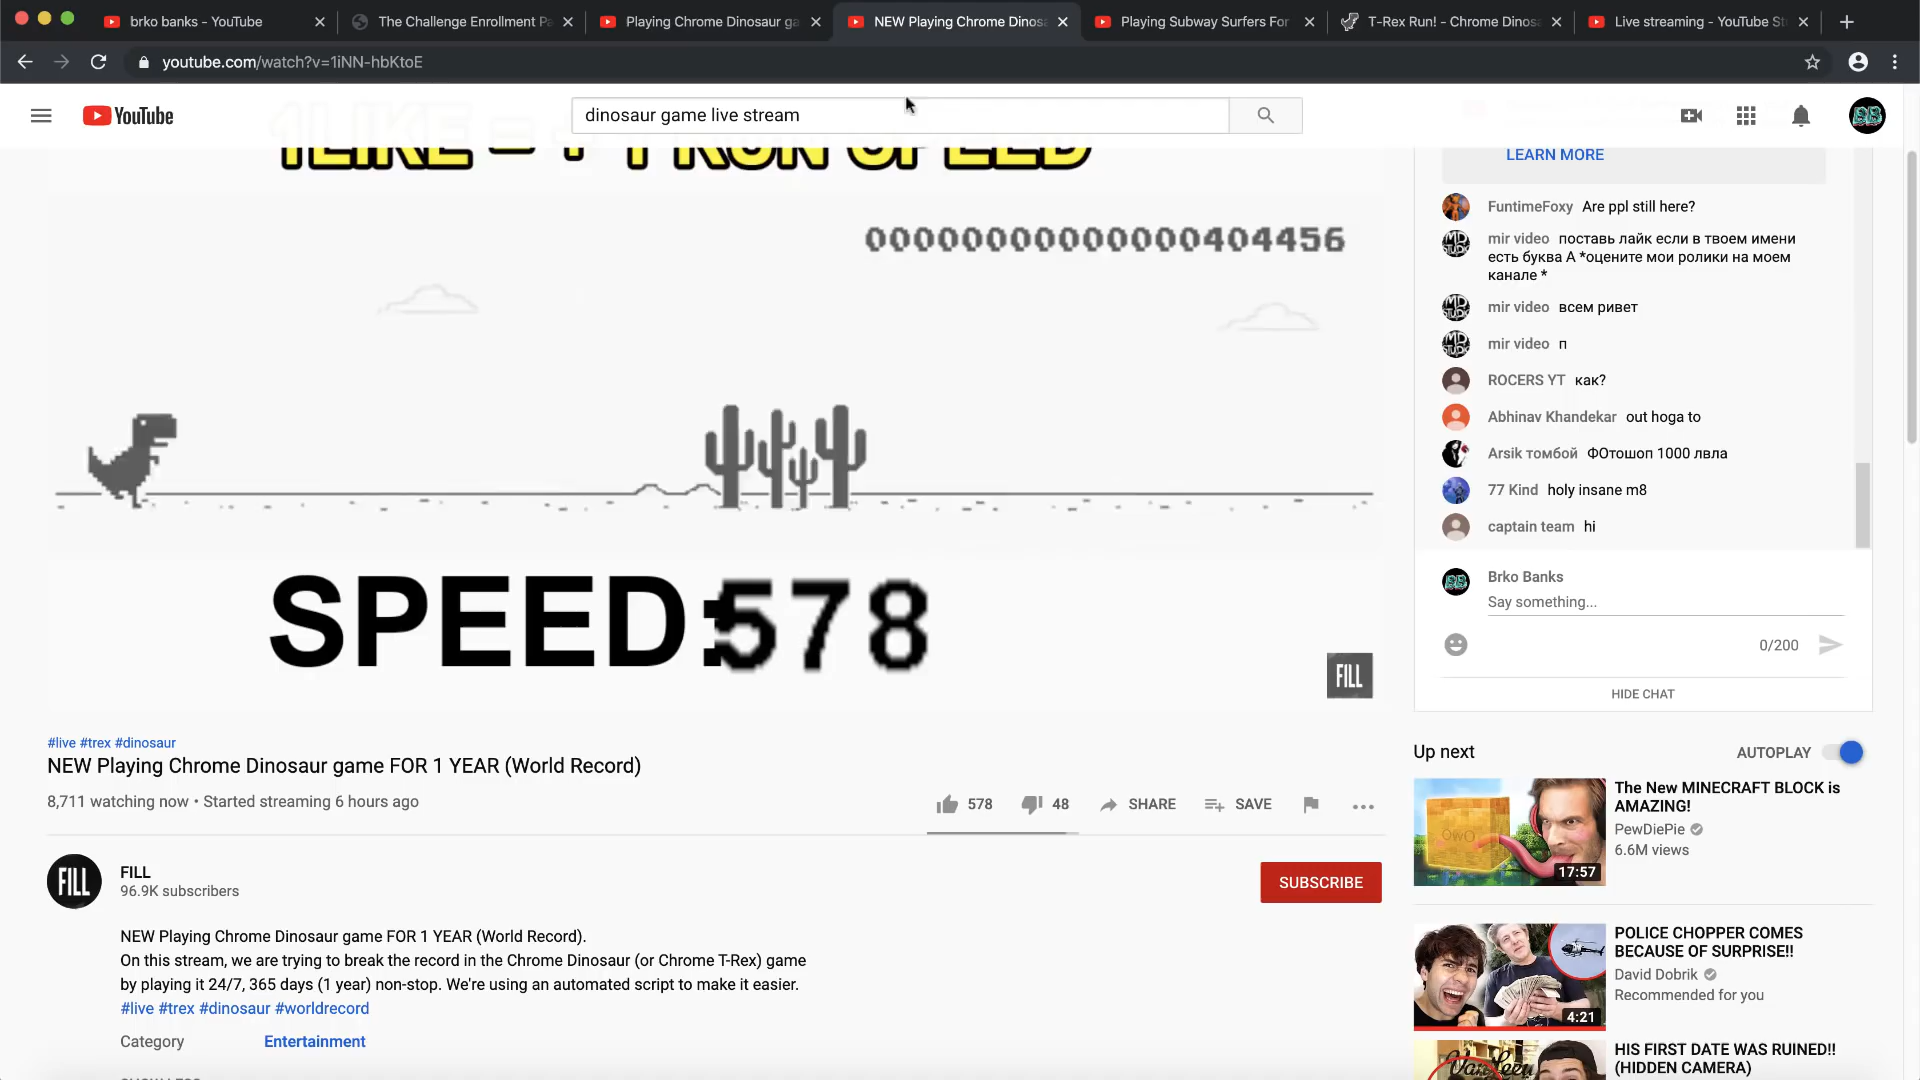 brko banks - YouTube
The Challenge Enrollment Pa
Playing Chrome Dinosaur ga
NEW Playing Chrome Dinosa
Playing Subway Surfers For
T-Rex Run! - Chrome Dinosa
Live streaming - YouTube St
youtube.com/watch?v=1iNN-hbKtoE
YouTube
dinosaur game live stream
1LIKE = +1 RUN SPEED
LEARN MORE
000000000000000404456
FuntimeFoxy Are ppl still here?
mir video поставь лайк если в твоем имени
есть буква А *оцените мои ролики на моем
канале *
mir video всем ривет
mir video п
ROCERS YT как?
Abhinav Khandekar out hoga to
Arsik томбой ФОтошоп 1000 лвла
77 Kind holy insane m8
captain team hi
Brko Banks
Say something...
0/200
HIDE CHAT
SPEED:578
FILL
#live #trex #dinosaur
NEW Playing Chrome Dinosaur game FOR 1 YEAR (World Record)
8,711 watching now • Started streaming 6 hours ago
578 48 SHARE SAVE
FILL
FILL
96.9K subscribers
SUBSCRIBE
NEW Playing Chrome Dinosaur game FOR 1 YEAR (World Record).
On this stream, we are trying to break the record in the Chrome Dinosaur (or Chrome T-Rex) game
by playing it 24/7, 365 days (1 year) non-stop. We're using an automated script to make it easier.
#live #trex #dinosaur #worldrecord
Category Entertainment
Up next AUTOPLAY
The New MINECRAFT BLOCK is
AMAZING!
PewDiePie
6.6M views
OwO
17:57
POLICE CHOPPER COMES
BECAUSE OF SURPRISE!!
David Dobrik
Recommended for you
4:21
HIS FIRST DATE WAS RUINED!!
(HIDDEN CAMERA)